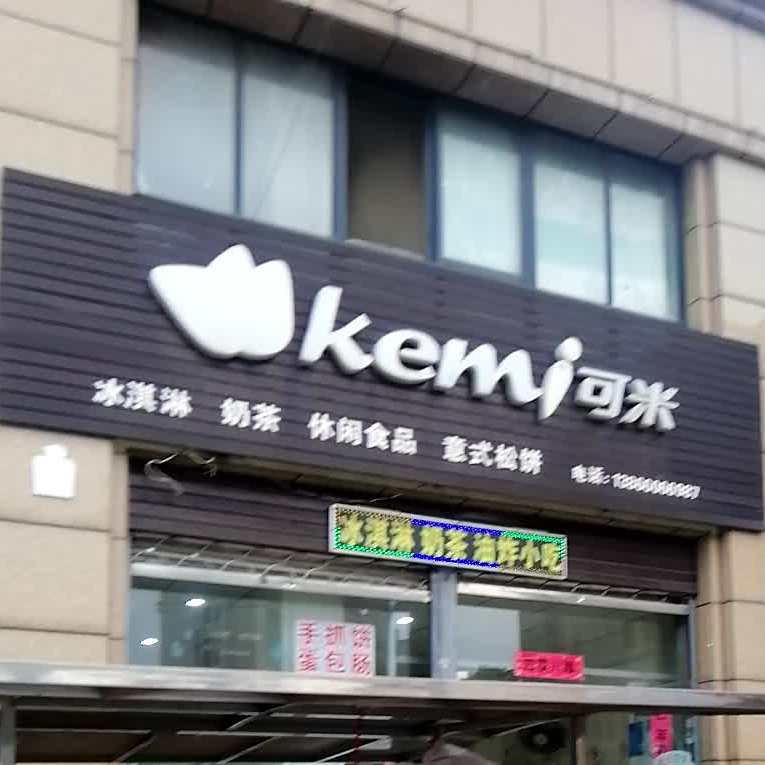 kemi可米
冰淇淋 奶茶 休闲食品 意式松饼 电话:
冰淇淋 奶茶 油炸小吃
手抓饼
蛋包肠